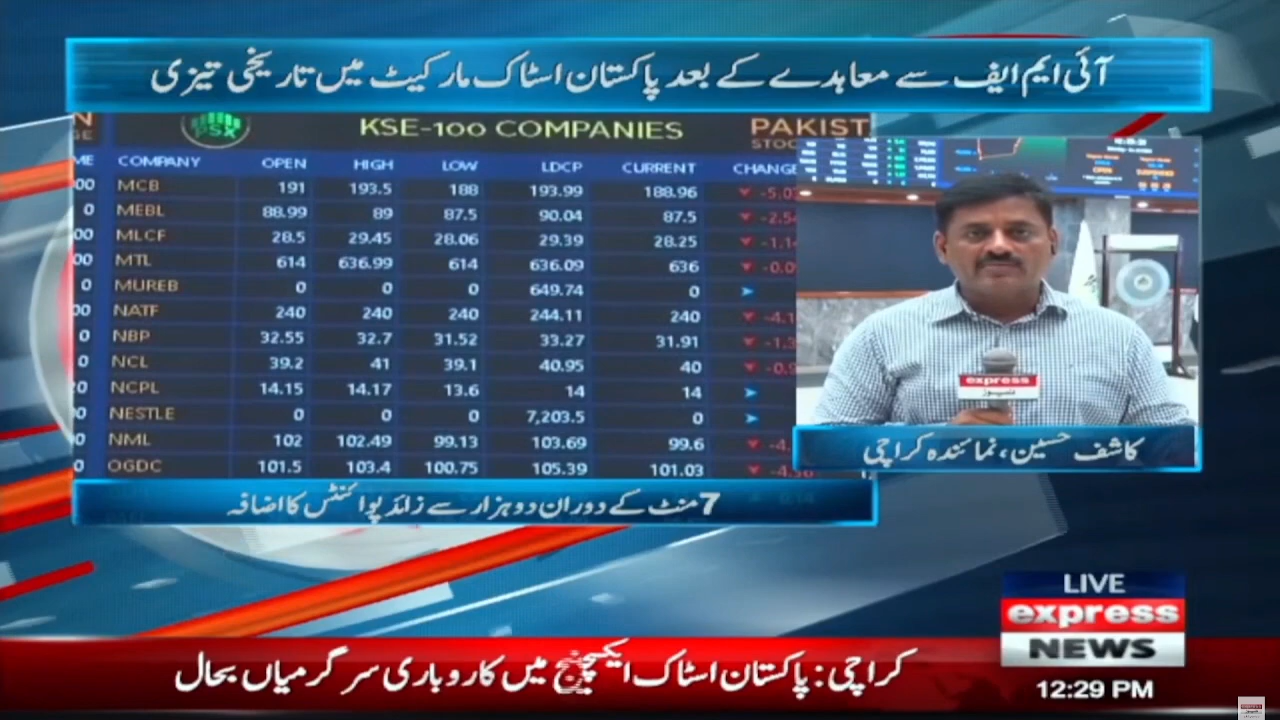 آئی ایم ایف سے معاہدے کے بعد پاکستان اسٹاک مارکیٹ میں تاریخی تیزی
PSX KSE-100 COMPANIES PAKIST
COMPANY OPEN HIGH LOW LDCP CURRENT CHANGE
MCB 191 193.5 188 193.99 188.96
MEBL 88.99 89 87.5 90.04 87.5
MLCF 28.5 29.45 28.06 29.39 28.25
MTL 614 636.99 614 636.09 636
MUREB 0 0 0 649.74 0
NATF 240 240 240 244.11 240
NBP 32.55 32.7 31.52 33.27 31.91
NCL 39.2 41 39.1 40.95 40
NCPL 14.15 14.17 13.6 14 14
NESTLE 0 0 0 7,203.5 0
NML 102 102.49 99.13 103.69 99.6
OGDC 101.5 103.4 100.75 105.39 101.03
express
نیوز
کاشف حسین، نمائندہ کراچی
7 منٹ کے دوران دو ہزار سے زائد پوائنٹس کا اضافہ
LIVE
express
NEWS
12:29 PM
کراچی: پاکستان اسٹاک ایکسچینج میں کاروباری سرگرمیاں بحال